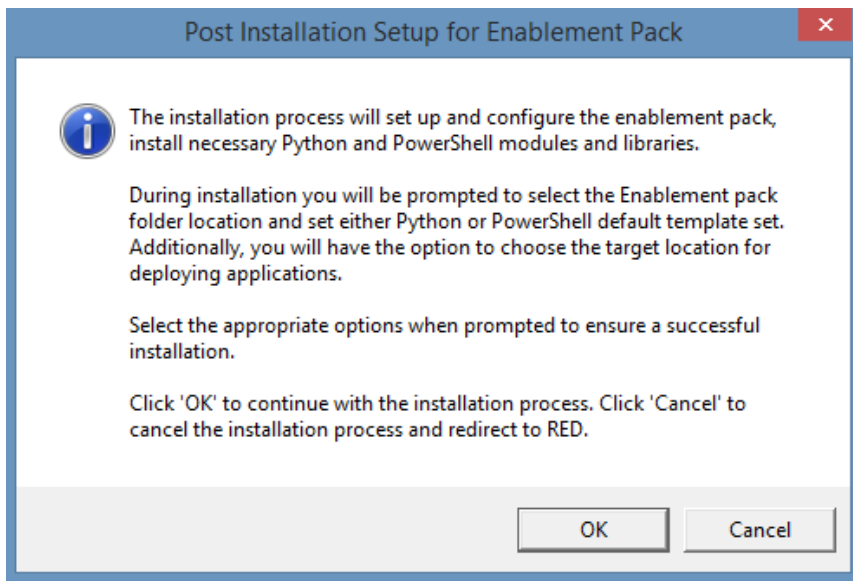 Post Installation Setup for Enablement Pack
The installation process will set up and configure the enablement pack,
install necessary Python and PowerShell modules and libraries.
During installation you will be prompted to select the Enablement pack
folder location and set either Python or PowerShell default template set.
Additionally, you will have the option to choose the target location for
deploying applications.
Select the appropriate options when prompted to ensure a successful
installation.
Click 'OK' to continue with the installation process. Click 'Cancel' to
cancel the installation process and redirect to RED.
OK
Cancel